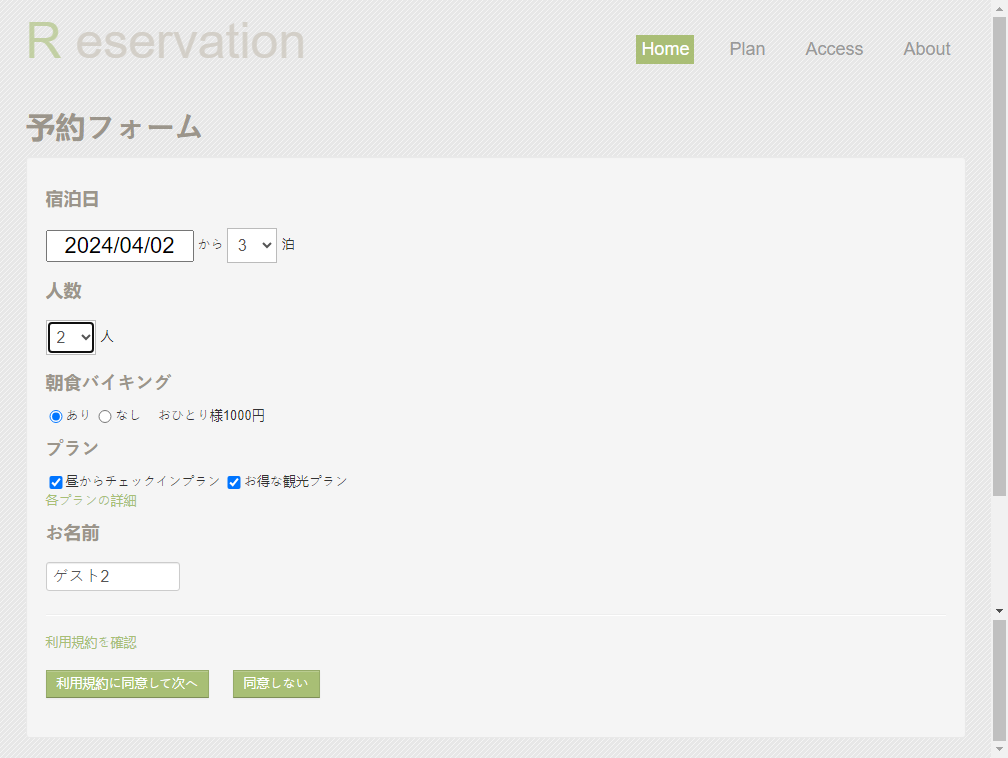 R eservation
Home Plan Access About
予約フォーム
宿泊日
2024/04/02 から 3 泊
人数
2 人
朝食バイキング
あり なし おひとり様1000円
プラン
昼からチェックインプラン お得な観光プラン
各プランの詳細
お名前
ゲスト2
利用規約を確認
利用規約に同意して次へ 同意しない